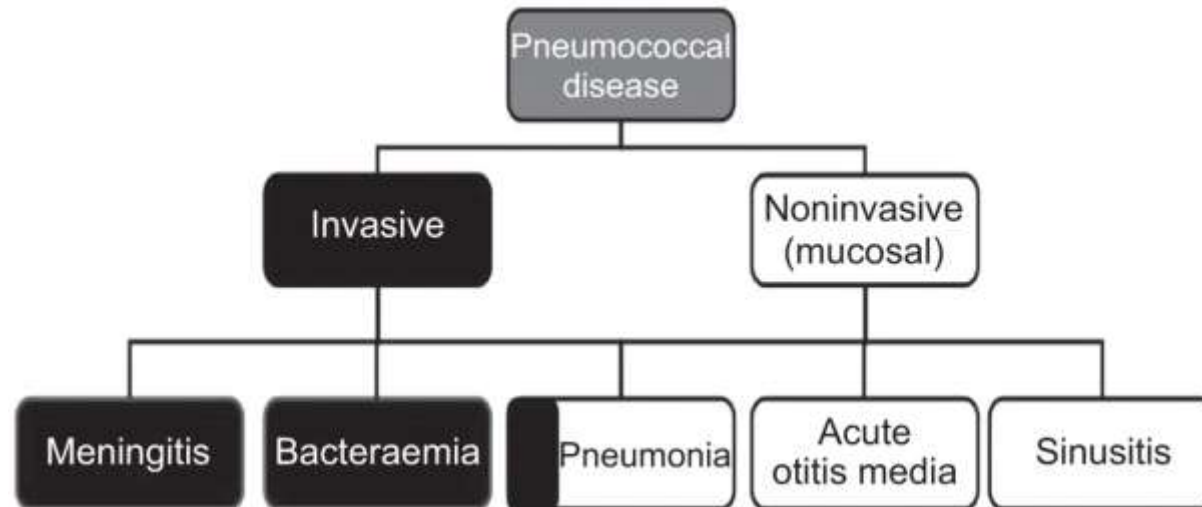 Pneumococcal
disease
Invasive
Noninvasive
(mucosal)
Meningitis
Bacteraemia
Pneumonia
Acute
otitis media
Sinusitis